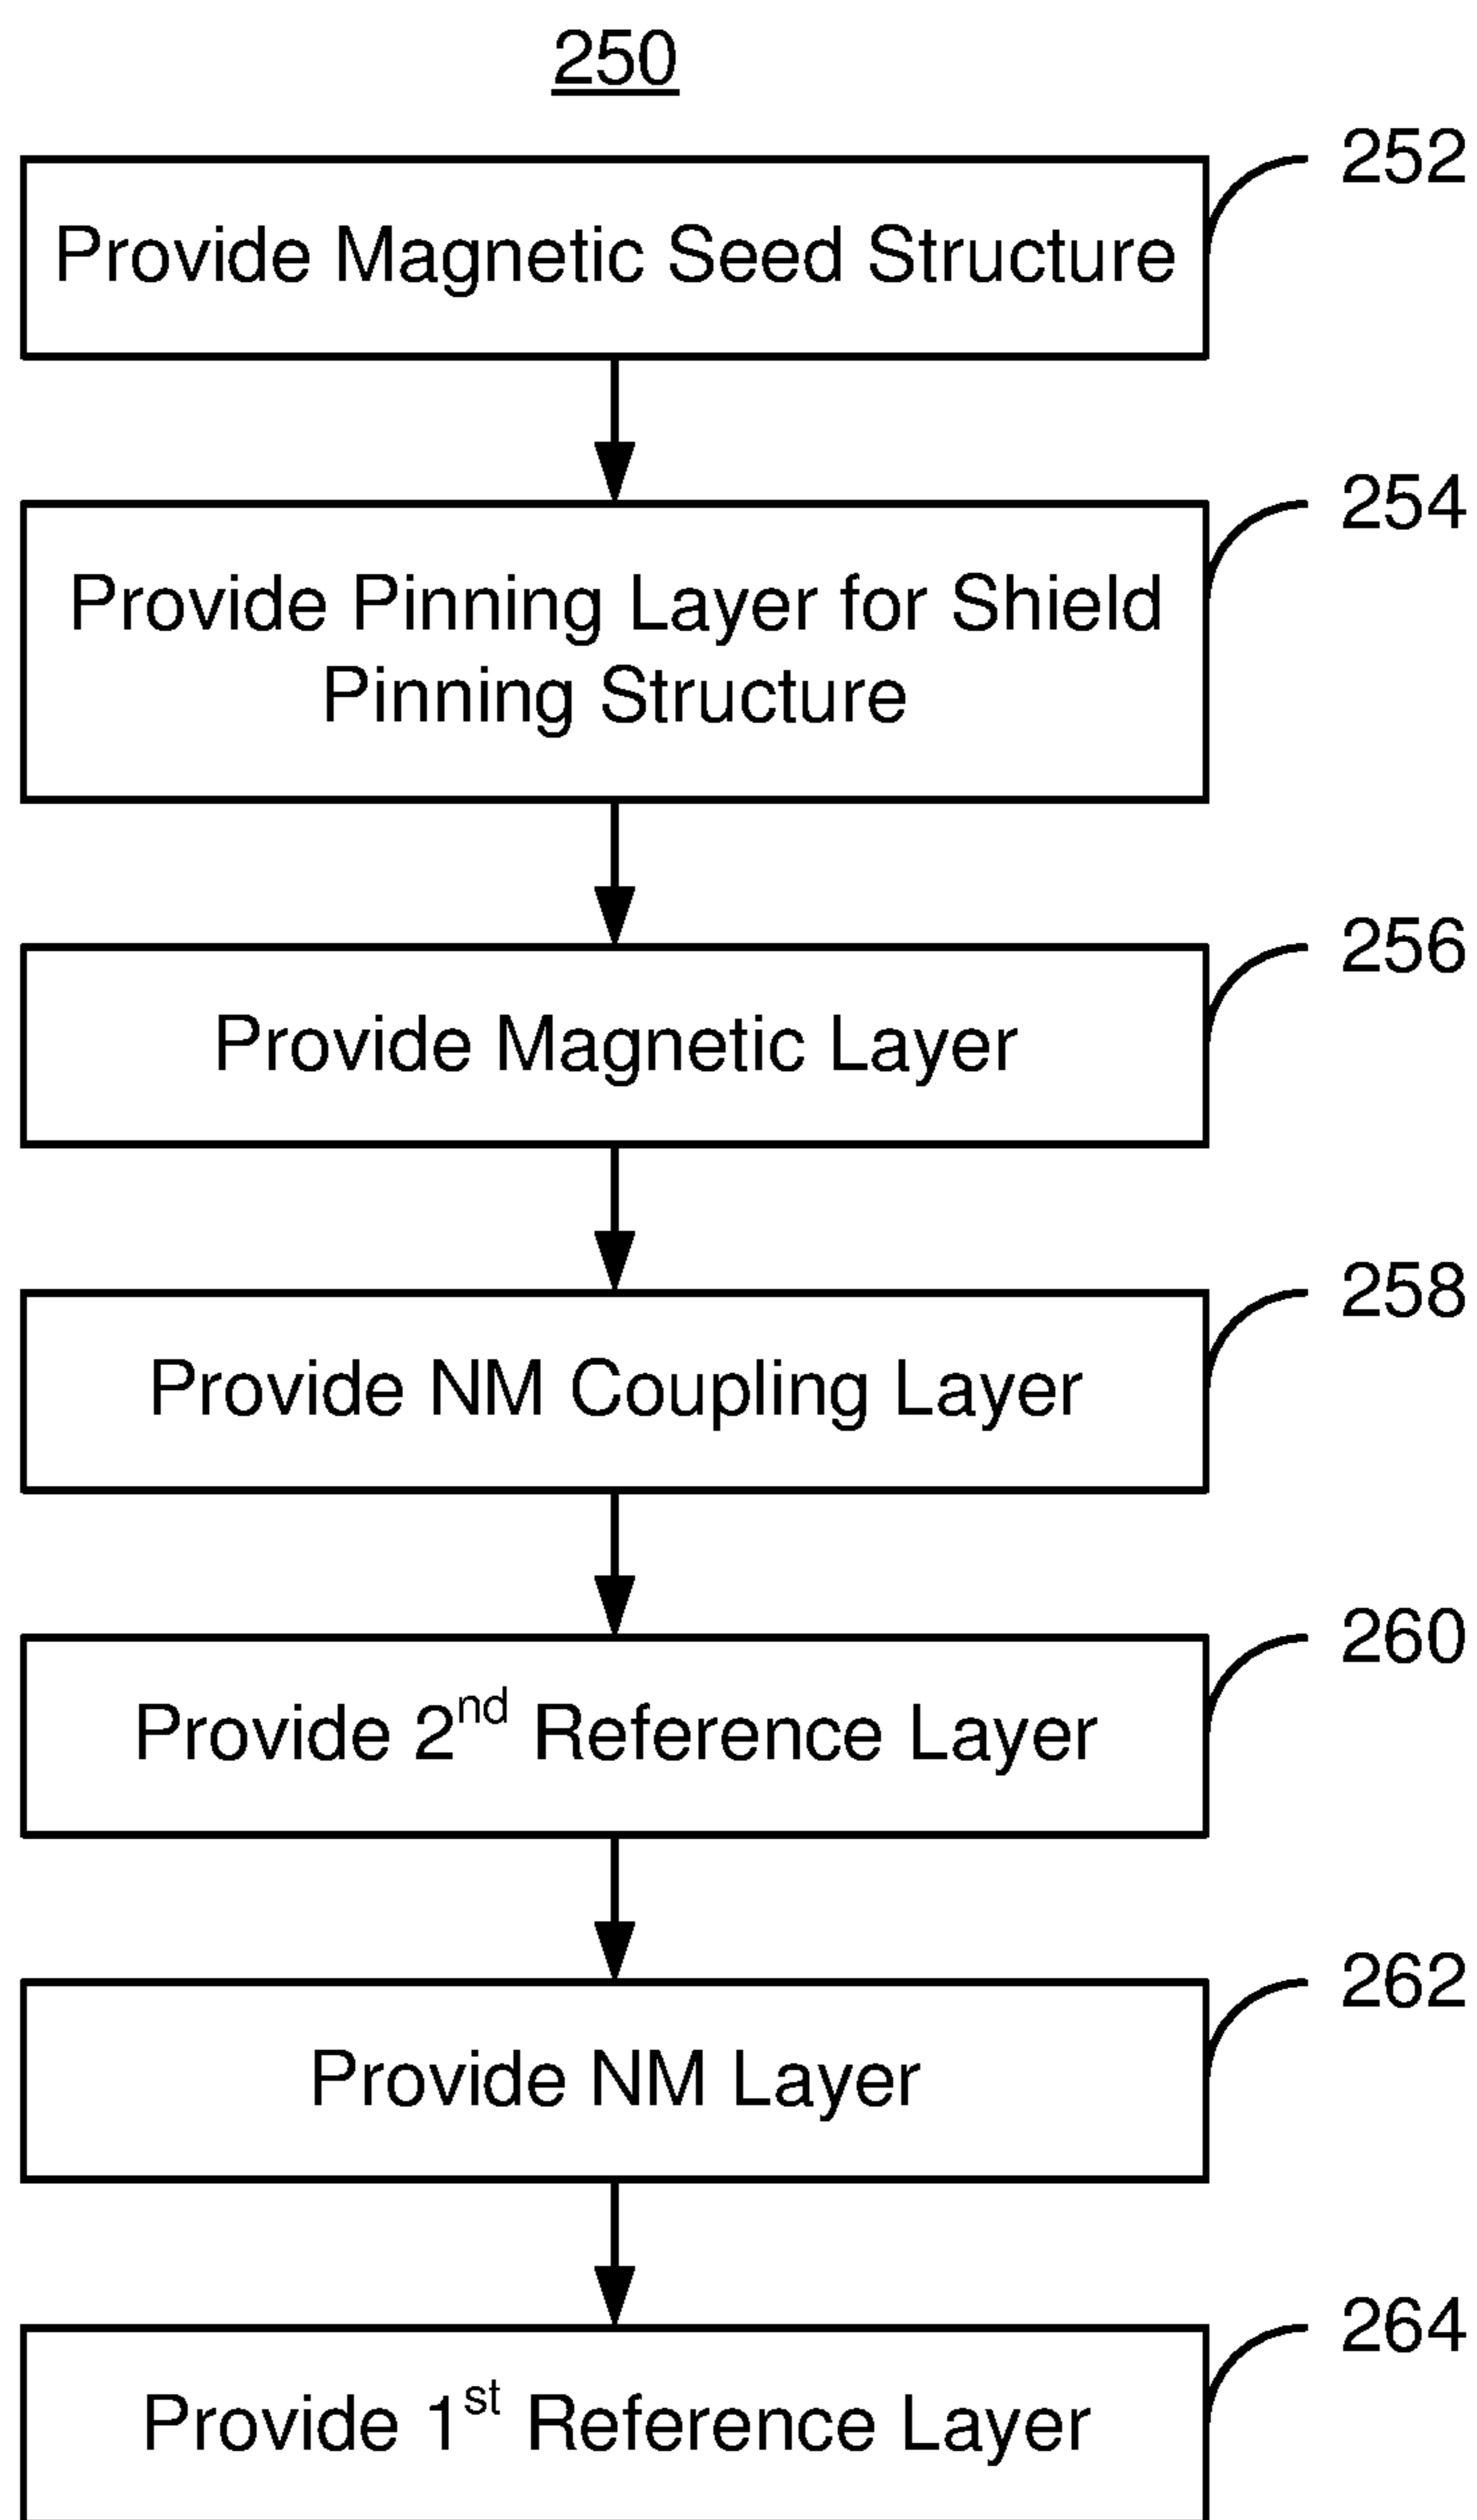 250
252
Provide Magnetic Seed Structure
254
Provide Pinning Layer for Shield
Pinning Structure
256
Provide Magnetic Layer
258
Provide NM Coupling Layer
260
Provide 2nd Reference Layer
262
Provide NM Layer
264
Provide 1st Reference Layer